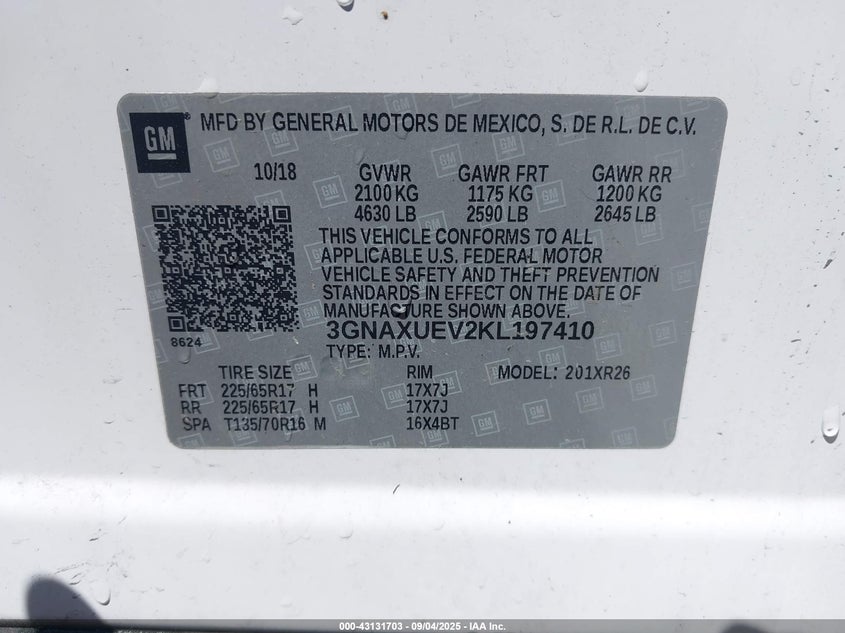 GM ® MFD BY GENERAL MOTORS DE MEXICO, S. DE R.L. DE C.V.
10/18 GVWR GAWR FRT GAWR RR
2100 KG 1175 KG 1200 KG
4630 LB 2590 LB 2645 LB
THIS VEHICLE CONFORMS TO ALL
APPLICABLE U.S. FEDERAL MOTOR
VEHICLE SAFETY AND THEFT PREVENTION
STANDARDS IN EFFECT ON THE DATE OF
MANUFACTURE SHOWN ABOVE.
8624 3GNAXUEV2KL197410
TYPE: M.P.V.
TIRE SIZE RIM MODEL: 201XR26
FRT 225/65R17 H 17X7J
RR 225/65R17 H 17X7J
SPA T135/70R16 M 16X4BT
000-43131703 - 09/04/2025 - IAA Inc.